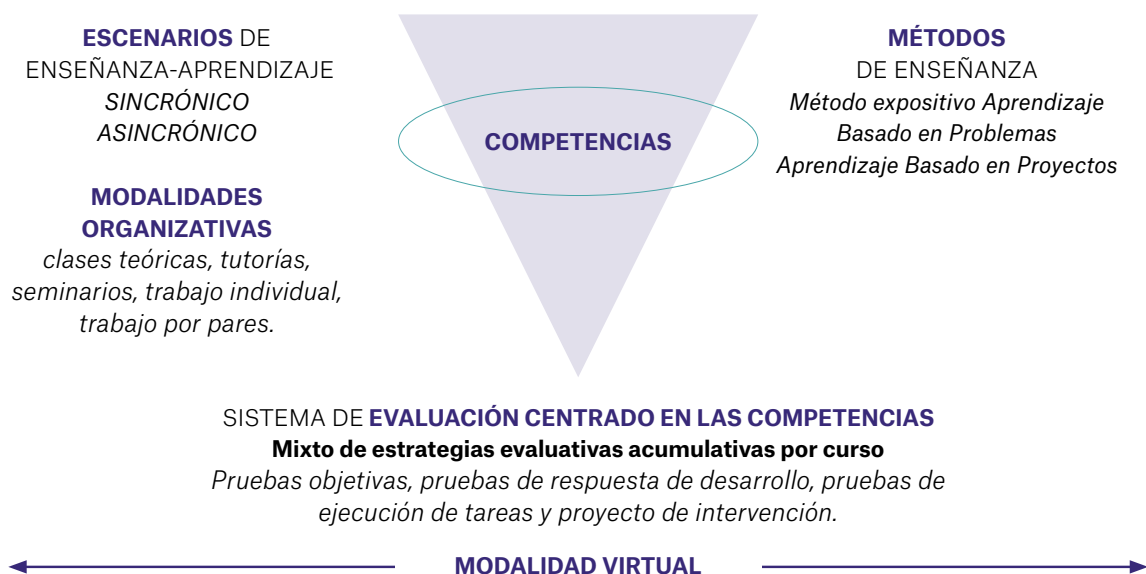 ESCENARIOS DE
ENSEÑANZA-APRENDIZAJE
SINCRÓNICO
ASINCRÓNICO
MODALIDADES
ORGANIZATIVAS
clases teóricas, tutorías,
seminarios, trabajo individual,
trabajo por pares.
COMPETENCIAS
MÉTODOS
DE ENSEÑANZA
Método expositivo Aprendizaje
Basado en Problemas
Aprendizaje Basado en Proyectos
SISTEMA DE EVALUACIÓN CENTRADO EN LAS COMPETENCIAS
Mixto de estrategias evaluativas acumulativas por curso
Pruebas objetivas, pruebas de respuesta de desarrollo, pruebas de
ejecución de tareas y proyecto de intervención.
MODALIDAD VIRTUAL